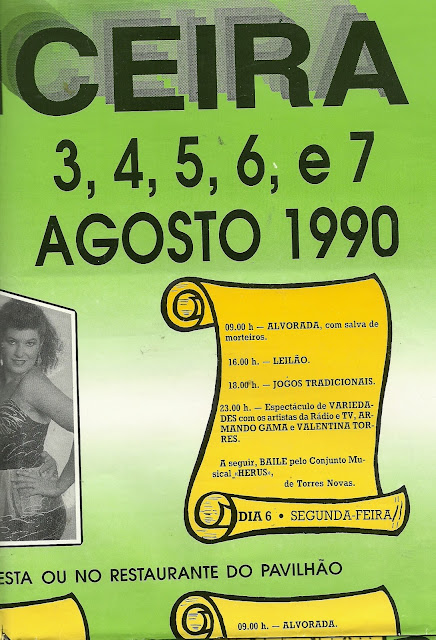 CEIRA
3, 4, 5, 6, e 7
AGOSTO 1990
09.00 h — ALVORADA, com salva de
morteiros.
16.00 h. — LEILÃO.
18.00 h. — JOGOS TRADICIONAIS.
23.00 h. — Espectáculo de VARIEDA-
DES com os artistas da Rádio e TV, AR-
MANDO GAMA e VALENTINA TOR-
RES.
A seguir, BAILE pelo Conjunto Mu-
sical «HERUS»,
de Torres Novas.
DIA 6 • SEGUNDA-FEIRA
ESTA OU NO RESTAURANTE DO PAVILHÃO
09.00 h. — ALVORADA.